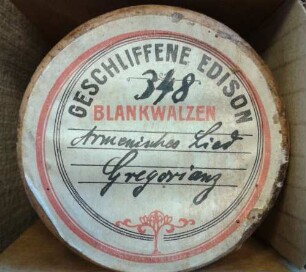 GESCHLIFFENE EDISON
348
BLANKWALZEN
Armenisches Lied
Gregorianz